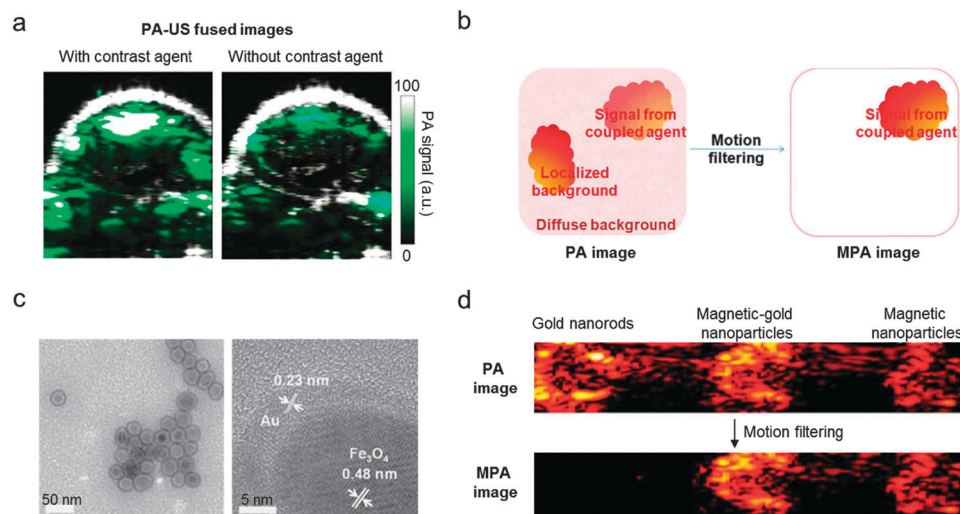 a
PA-US fused images
With contrast agent
Without contrast agent
100
PA signal (a.u.)
0
b
Signal from
coupled agent
Localized
background
Diffuse background
PA image
Motion
filtering
Signal from
coupled agent
MPA image
c
50 nm
0.23 nm
Au
Fe₃O₄
0.48 nm
5 nm
d
Gold nanorods
Magnetic-gold
nanoparticles
Magnetic
nanoparticles
PA
image
Motion filtering
MPA
image